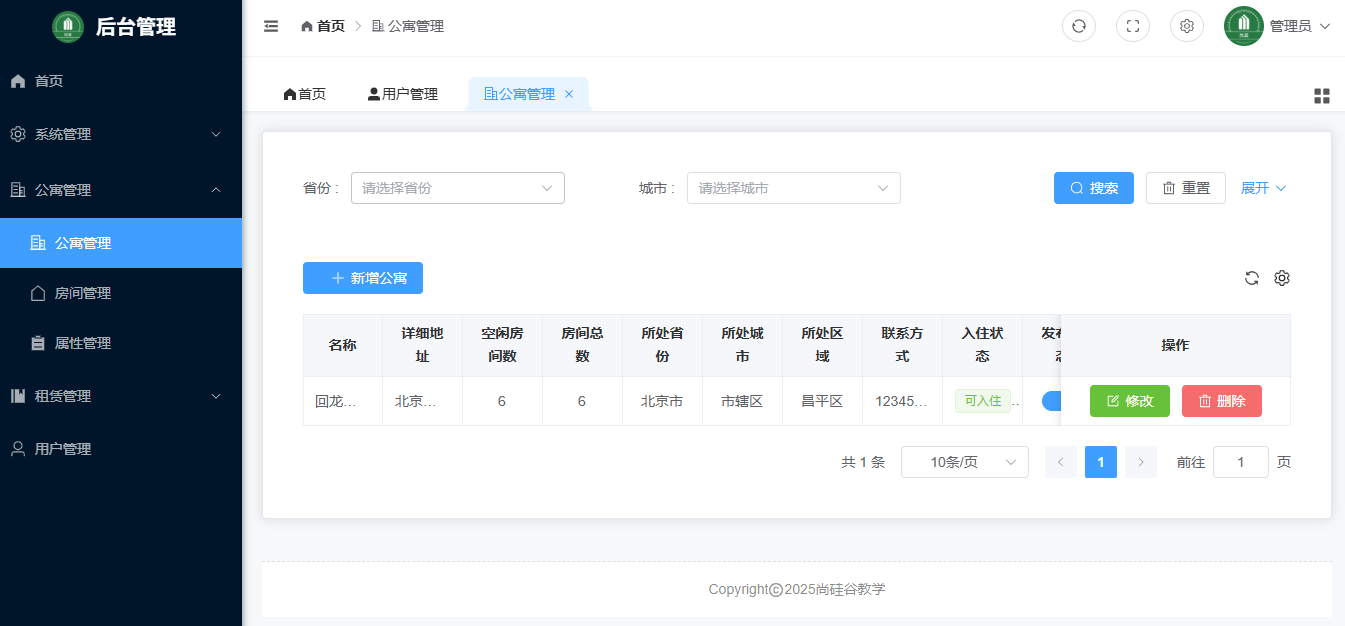 后台管理
首页
系统管理
公寓管理
公寓管理
房间管理
属性管理
租赁管理
用户管理
首页 公寓管理
管理员
首页 用户管理 公寓管理
省份 : 请选择省份 城市 : 请选择城市 搜索 重置 展开
新增公寓
名称 详细地址 空闲房间数 房间总数 所处省份 所处城市 所处区域 联系方式 入住状态 发布 操作
回龙... 北京... 6 6 北京市 市辖区 昌平区 12345... 可入住 .. 修改 删除
共 1 条 10条/页 1 前往 1 页
Copyright©2025尚硅谷教学